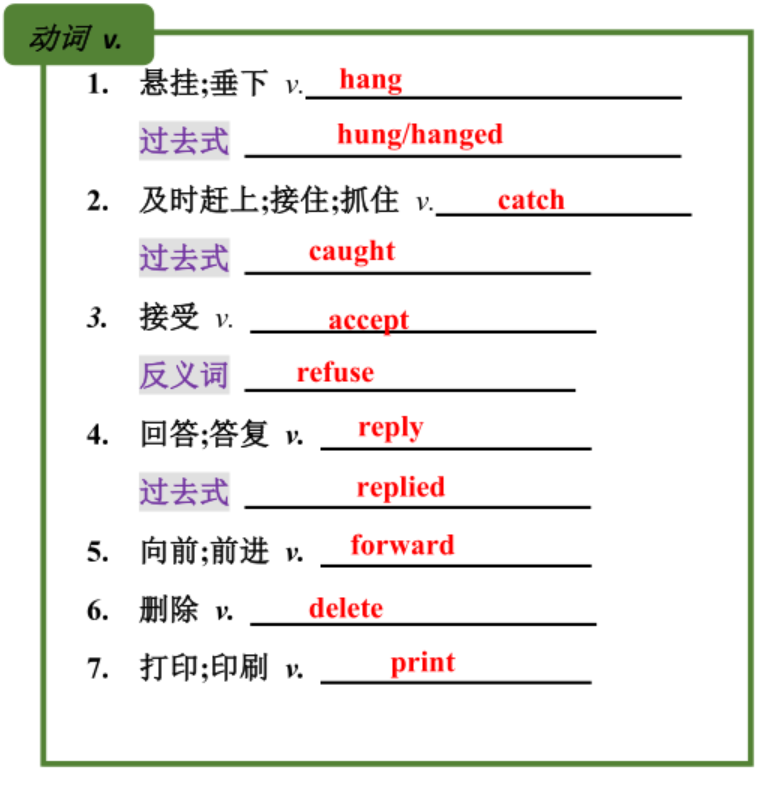 动词 v.
1. 悬挂;垂下 v. hang
过去式 hung/hanged
2. 及时赶上;接住;抓住 v. catch
过去式 caught
3. 接受 v. accept
反义词 refuse
4. 回答;答复 v. reply
过去式 replied
5. 向前;前进 v. forward
6. 删除 v. delete
7. 打印;印刷 v. print